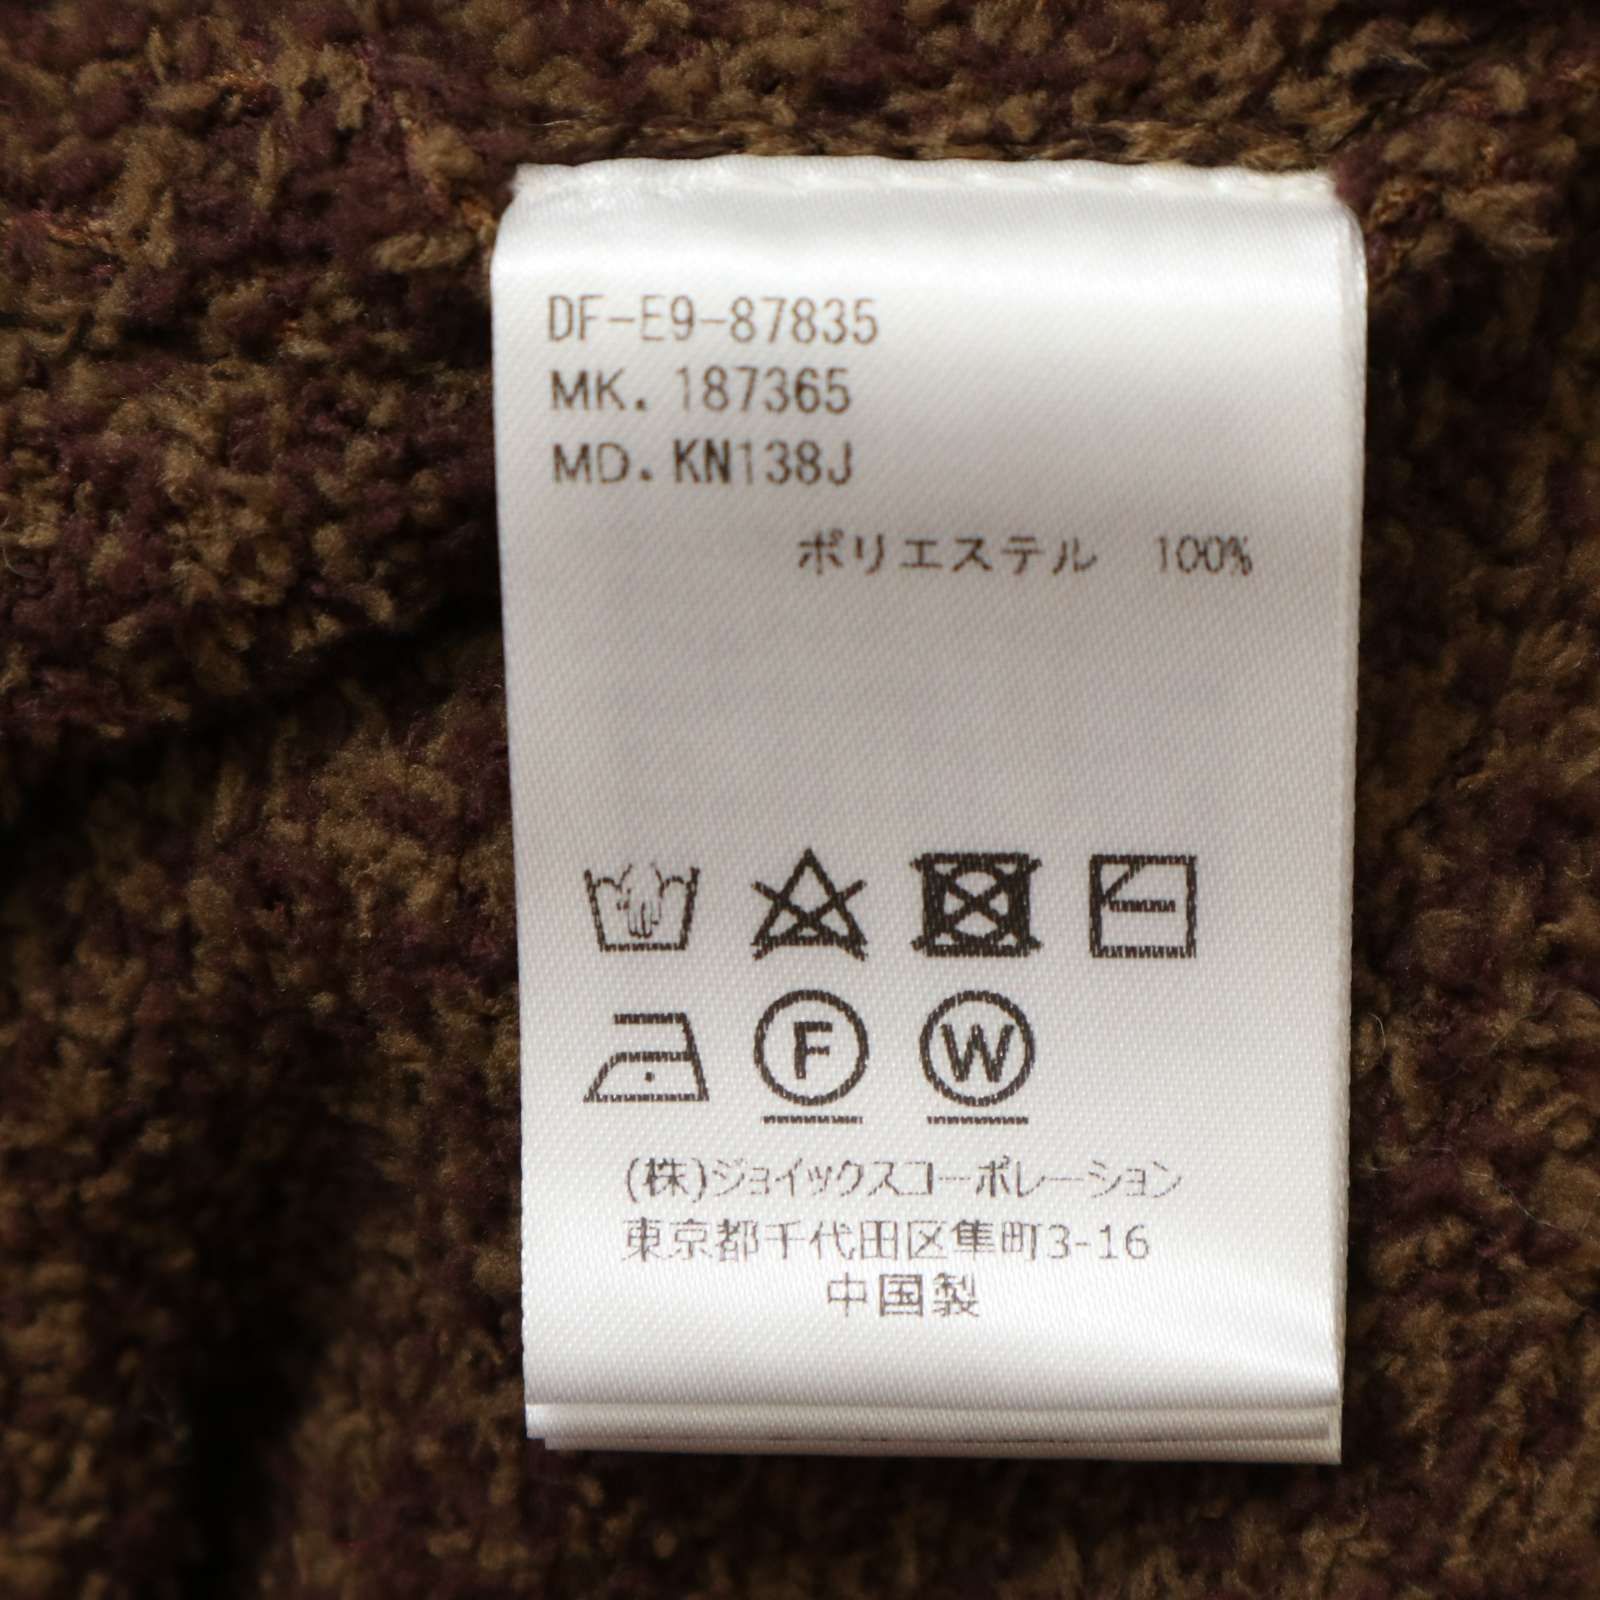 DF-E9-87835
MK. 187365
MD. KN138J
ポリエステル 100%
F W
(株)ジョイックスコーポレーション
東京都千代田区隼町3-16
中国製